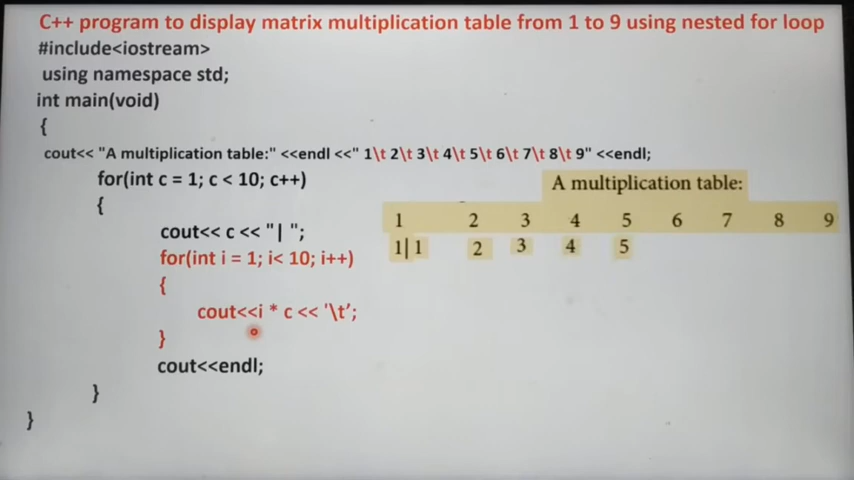 C++ program to display matrix multiplication table from 1 to 9 using nested for loop
#include<iostream>
using namespace std;
int main(void)
{
cout<< "A multiplication table:" <<endl <<" 1\t 2\t 3\t 4\t 5\t 6\t 7\t 8\t 9" <<endl;
for(int c = 1; c < 10; c++)
{
cout<< c << "| ";
for(int i = 1; i< 10; i++)
{
cout<<i * c << '\t’;
}
cout<<endl;
}
}
A multiplication table:
1 2 3 4 5 6 7 8 9
1| 1 2 3 4 5